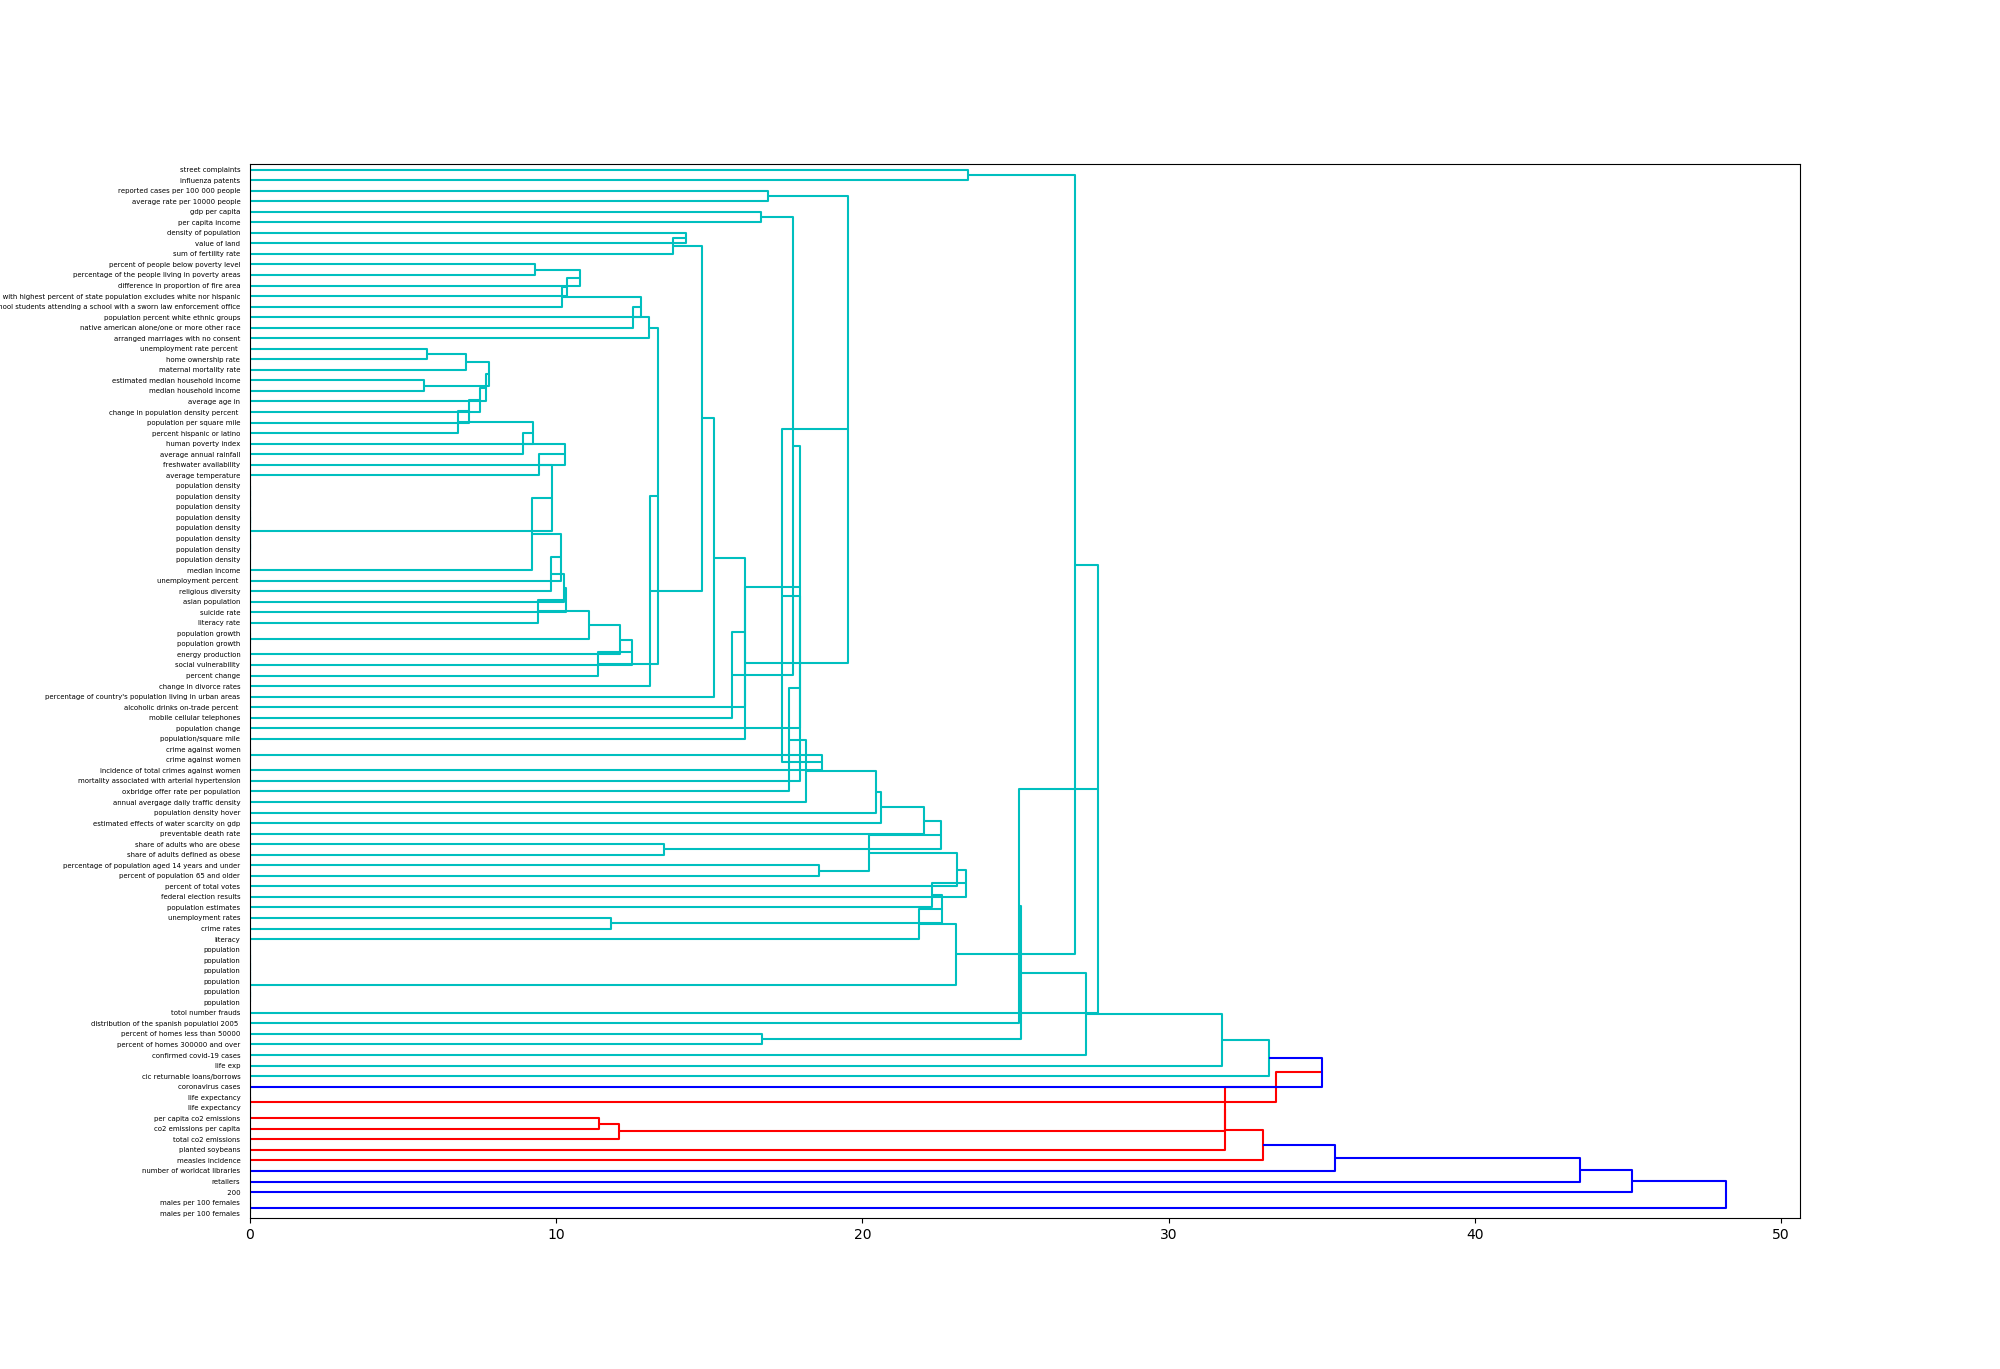 street complaints
influenza patents
reported cases per 100 000 people
average rate per 10000 people
gdp per capita
per capita income
density of population
value of land
sum of fertility rate
percent of people below poverty level
percentage of the people living in poverty areas
difference in proportion of fire area
with highest percent of state population excludes white nor hispanic
hool students attending a school with a sworn law enforcement office
population percent white ethnic groups
native american alone/one or more other race
arranged marriages with no consent
unemployment rate percent
home ownership rate
maternal mortality rate
estimated median household income
median household income
average age in
change in population density percent
population per square mile
percent hispanic or latino
human poverty index
average annual rainfall
freshwater availability
average temperature
population density
population density
population density
population density
population density
population density
population density
population density
median income
unemployment percent
religious diversity
asian population
suicide rate
literacy rate
population growth
population growth
energy production
social vulnerability
percent change
change in divorce rates
percentage of country's population living in urban areas
alcoholic drinks on-trade percent
mobile cellular telephones
population change
population/square mile
crime against women
crime against women
incidence of total crimes against women
mortality associated with arterial hypertension
oxbridge offer rate per population
annual avergage daily traffic density
population density hover
estimated effects of water scarcity on gdp
preventable death rate
share of adults who are obese
share of adults defined as obese
percentage of population aged 14 years and under
percent of population 65 and older
percent of total votes
federal election results
population estimates
unemployment rates
crime rates
literacy
population
population
population
population
population
population
totol number frauds
distribution of the spanish populatiol 2005
percent of homes less than 50000
percent of homes 300000 and over
confirmed covid-19 cases
life exp
cic returnable loans/borrows
coronavirus cases
life expectancy
life expectancy
per capita co2 emissions
co2 emissions per capita
total co2 emissions
planted soybeans
measles incidence
number of worldcat libraries
retailers
200
males per 100 females
males per 100 females
0 10 20 30 40 50